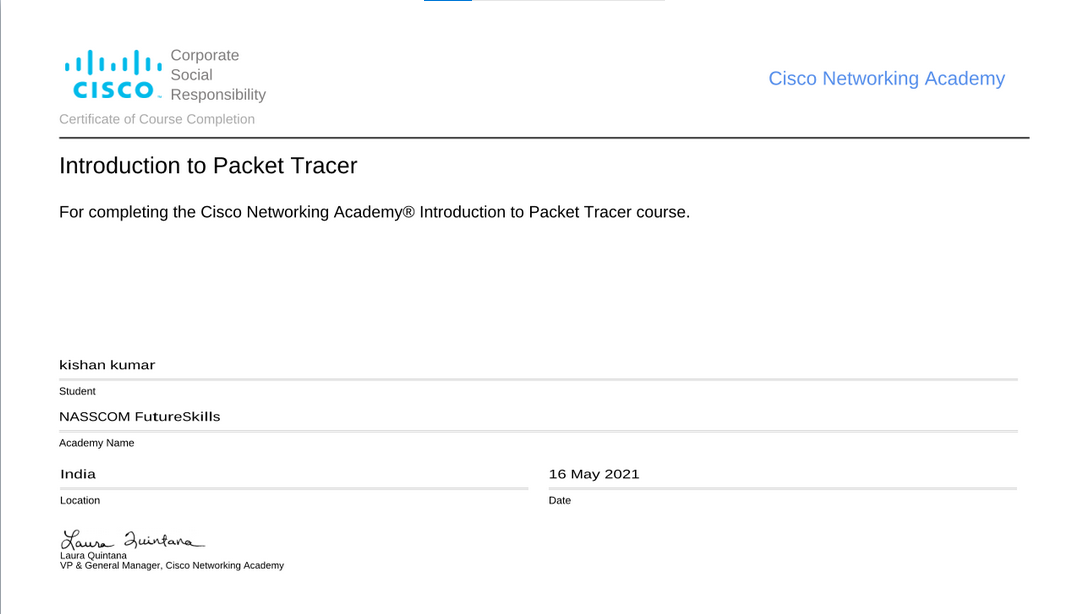 CISCO
Corporate
Social
Responsibility
Cisco Networking Academy
Certificate of Course Completion
Introduction to Packet Tracer
For completing the Cisco Networking Academy® Introduction to Packet Tracer course.
kishan kumar
Student
NASSCOM FutureSkills
Academy Name
India
16 May 2021
Location
Date
Laura Quintana
Laura Quintana
VP & General Manager, Cisco Networking Academy